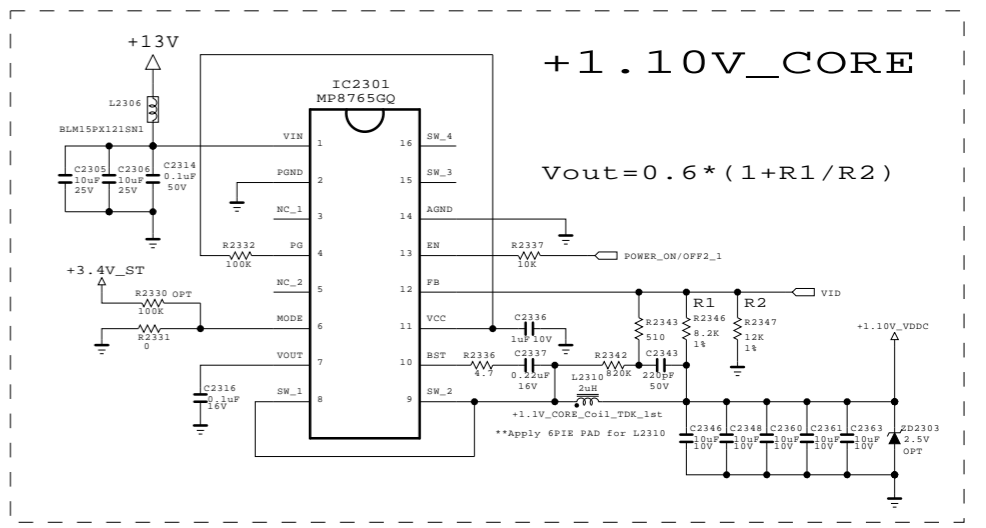 +13V
+1.10V_CORE
L2306
BLM15PX121SN1
IC2301
MP8765GQ
C2305
10uF
25V
C2306
10uF
25V
C2314
0.1uF
50V
VIN
1
16
SW_4
Vout=0.6*(1+R1/R2)
PGND
2
15
SW_3
NC_1
3
14
AGND
R2332
100K
PG
4
13
EN
R2337
10K
POWER_ON/OFF2_1
+3.4V_ST
NC_2
5
12
FB
VID
R2330
OPT
100K
R2331
0
MODE
6
11
VCC
C2336
1uF 10V
R2343
510
R1
R2346
8.2K
1%
R2
R2347
12K
1%
+1.10V_VDDC
VOUT
7
10
BST
R2336
4.7
C2337
0.22uF
16V
R2342
820K
C2343
220pF
50V
C2316
0.1uF
16V
SW_1
8
9
SW_2
L2310
2uH
+1.1V_CORE_Coil_TDK_1st
**Apply 6PIE PAD for L2310
C2346
10uF
10V
C2348
10uF
10V
C2360
10uF
10V
C2361
10uF
10V
C2363
10uF
10V
ZD2303
2.5V
OPT